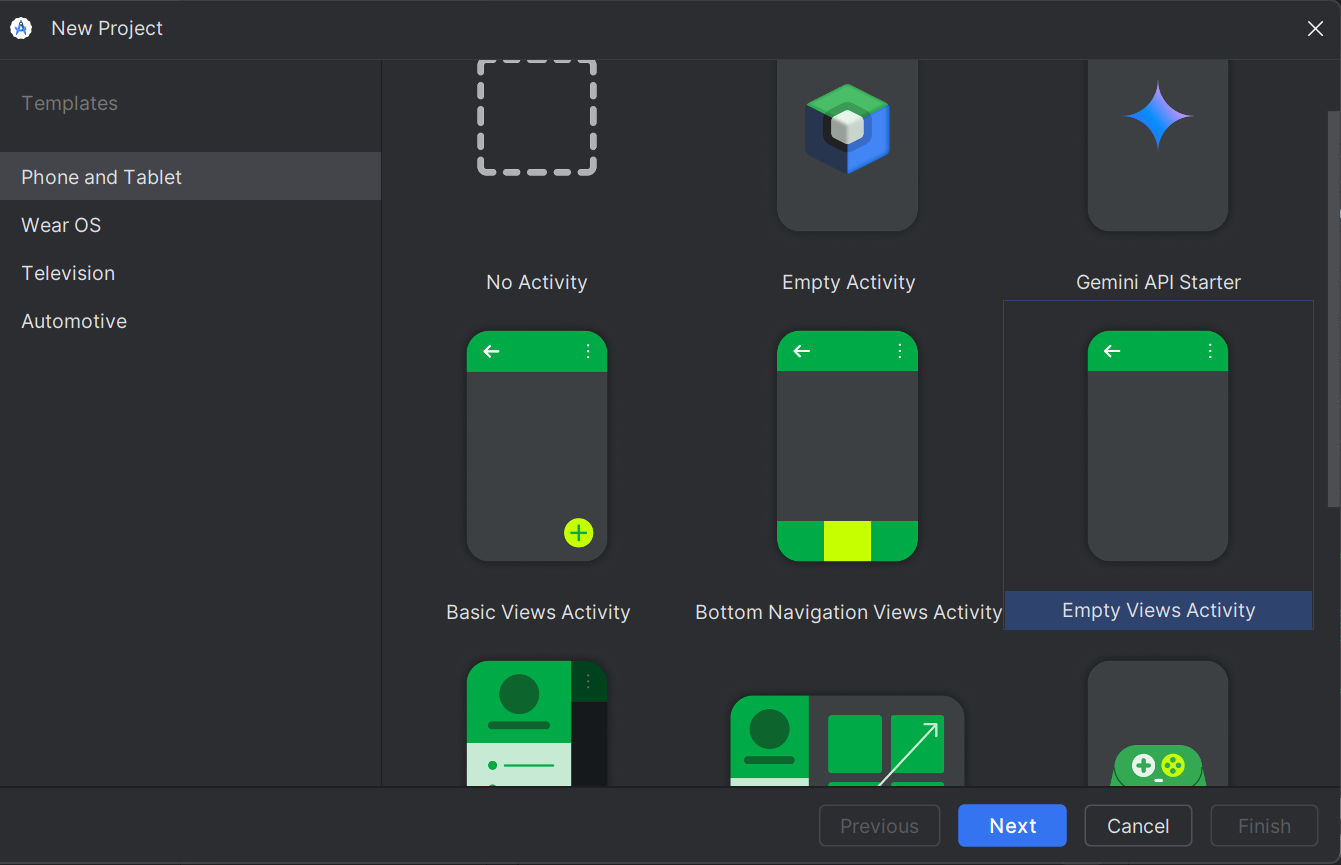 New Project
Templates
Phone and Tablet
Wear OS
Television
Automotive
No Activity
Empty Activity
Gemini API Starter
Basic Views Activity
Bottom Navigation Views Activity
Empty Views Activity
Previous
Next
Cancel
Finish